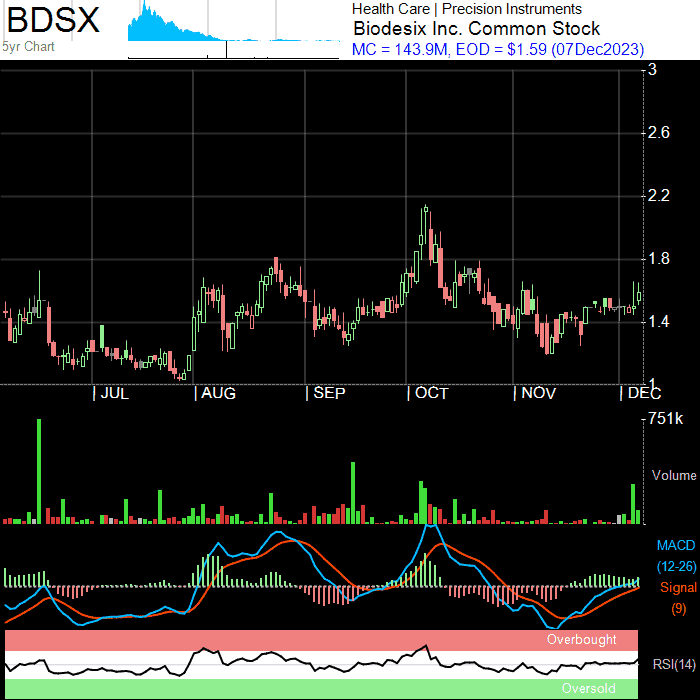 BDSX
5yr Chart
Health Care | Precision Instruments
Biodesix Inc. Common Stock
MC = 143.9M, EOD = $1.59 (07Dec2023)
3
2.6
2.2
1.8
1.4
1
| JUL | AUG | SEP | OCT | NOV | DEC
751k
Volume
MACD
(12-26)
Signal
(9)
Overbought
RSI(14)
Oversold